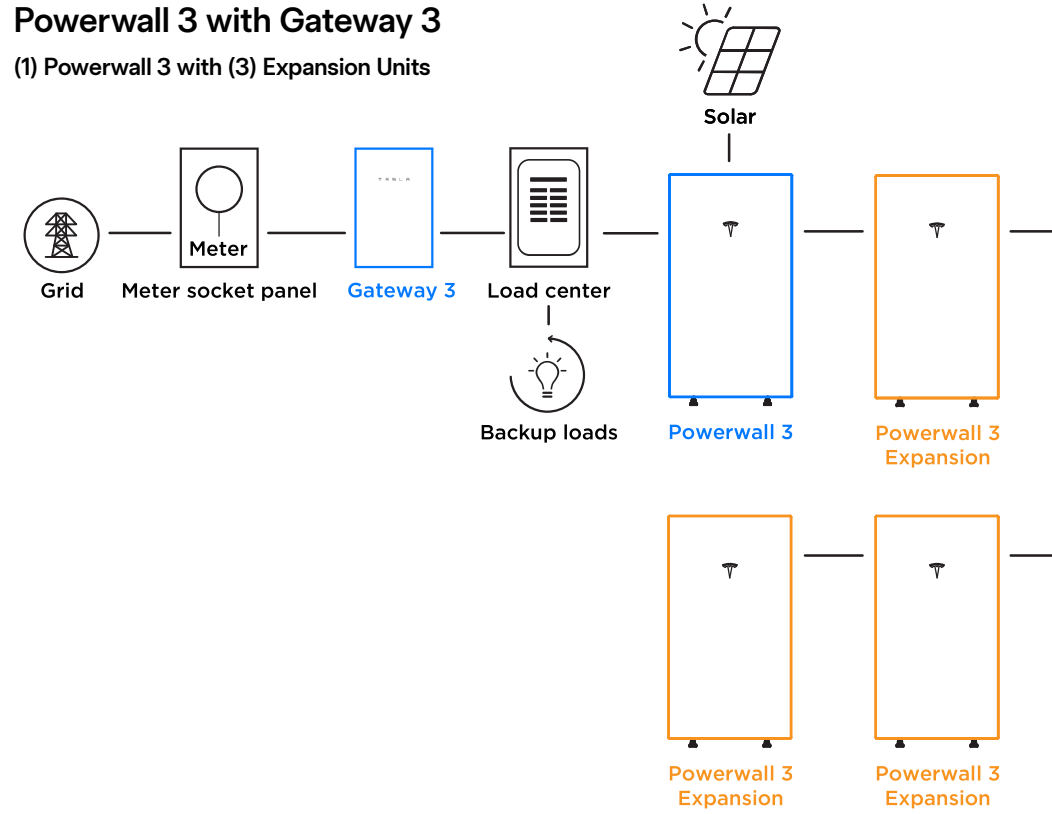 Powerwall 3 with Gateway 3
(1) Powerwall 3 with (3) Expansion Units
Solar
TESLA
Meter
Grid
Meter socket panel
Gateway 3
Load center
Backup loads
Powerwall 3
Powerwall 3
Expansion
Powerwall 3
Expansion
Powerwall 3
Expansion